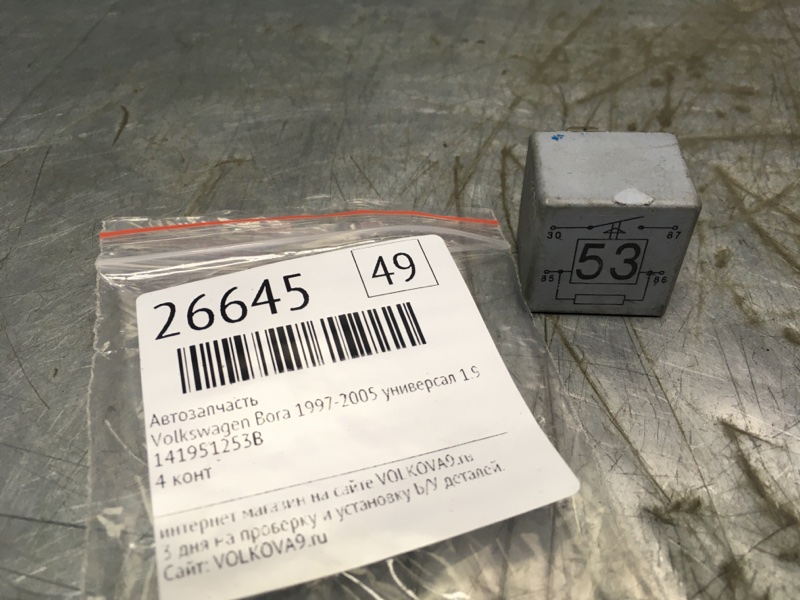 26645
49
Автозапчасть
Volkswagen Bora 1997-2005 универсал 1.9
141951253B
4 конт
интернет магазин на сайте VOLKOVA9.ru
3 дня на проверку и установку Б/У деталей.
Сайт: VOLKOVA9.ru
30 87
53
85 86